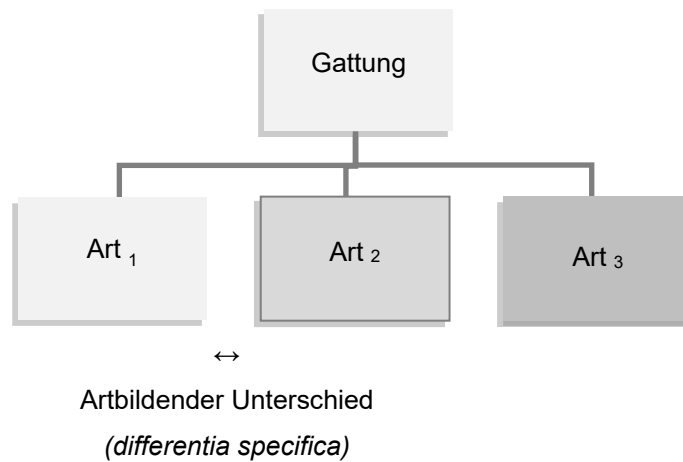 Gattung
Art 1
Art 2
Art 3
↔
Artbildender Unterschied
(differentia specifica)